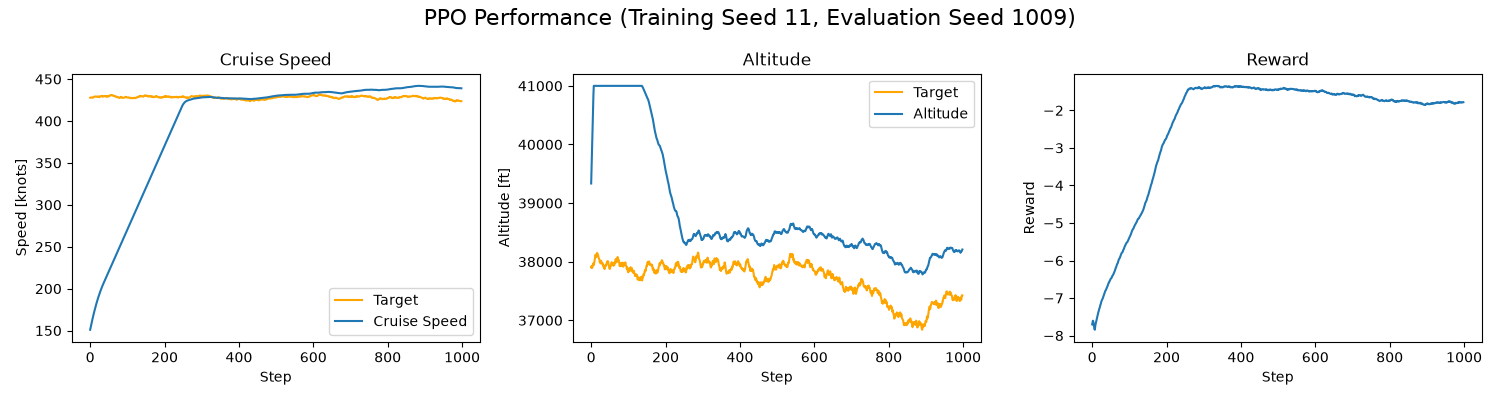 PPO Performance (Training Seed 11, Evaluation Seed 1009)
Cruise Speed
Speed [knots]
450
400
350
300
250
200
150
Target
Cruise Speed
0 200 400 600 800 1000
Step
Altitude
Altitude [ft]
41000
40000
39000
38000
37000
Target
Altitude
0 200 400 600 800 1000
Step
Reward
Reward
−2
−3
−4
−5
−6
−7
−8
0 200 400 600 800 1000
Step